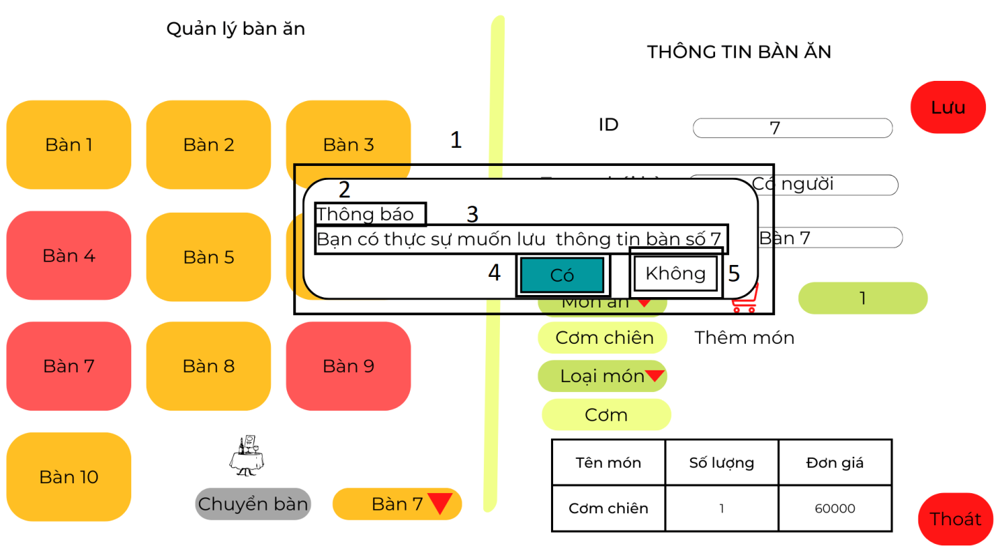 Quản lý bàn ăn
THÔNG TIN BÀN ĂN
Lưu
ID
7
Bàn 1
Bàn 2
Bàn 3
1
Có người
2
Thông báo
3
Bạn có thực sự muốn lưu thông tin bàn số 7
Bàn 7
4
Có
Không
5
Bàn 4
Bàn 5
Món ăn
1
Cơm chiên
Thêm món
Bàn 7
Bàn 8
Bàn 9
Loại món
Cơm
Bàn 10
Chuyển bàn
Bàn 7
Tên món
Số lượng
Đơn giá
Cơm chiên
1
60000
Thoát